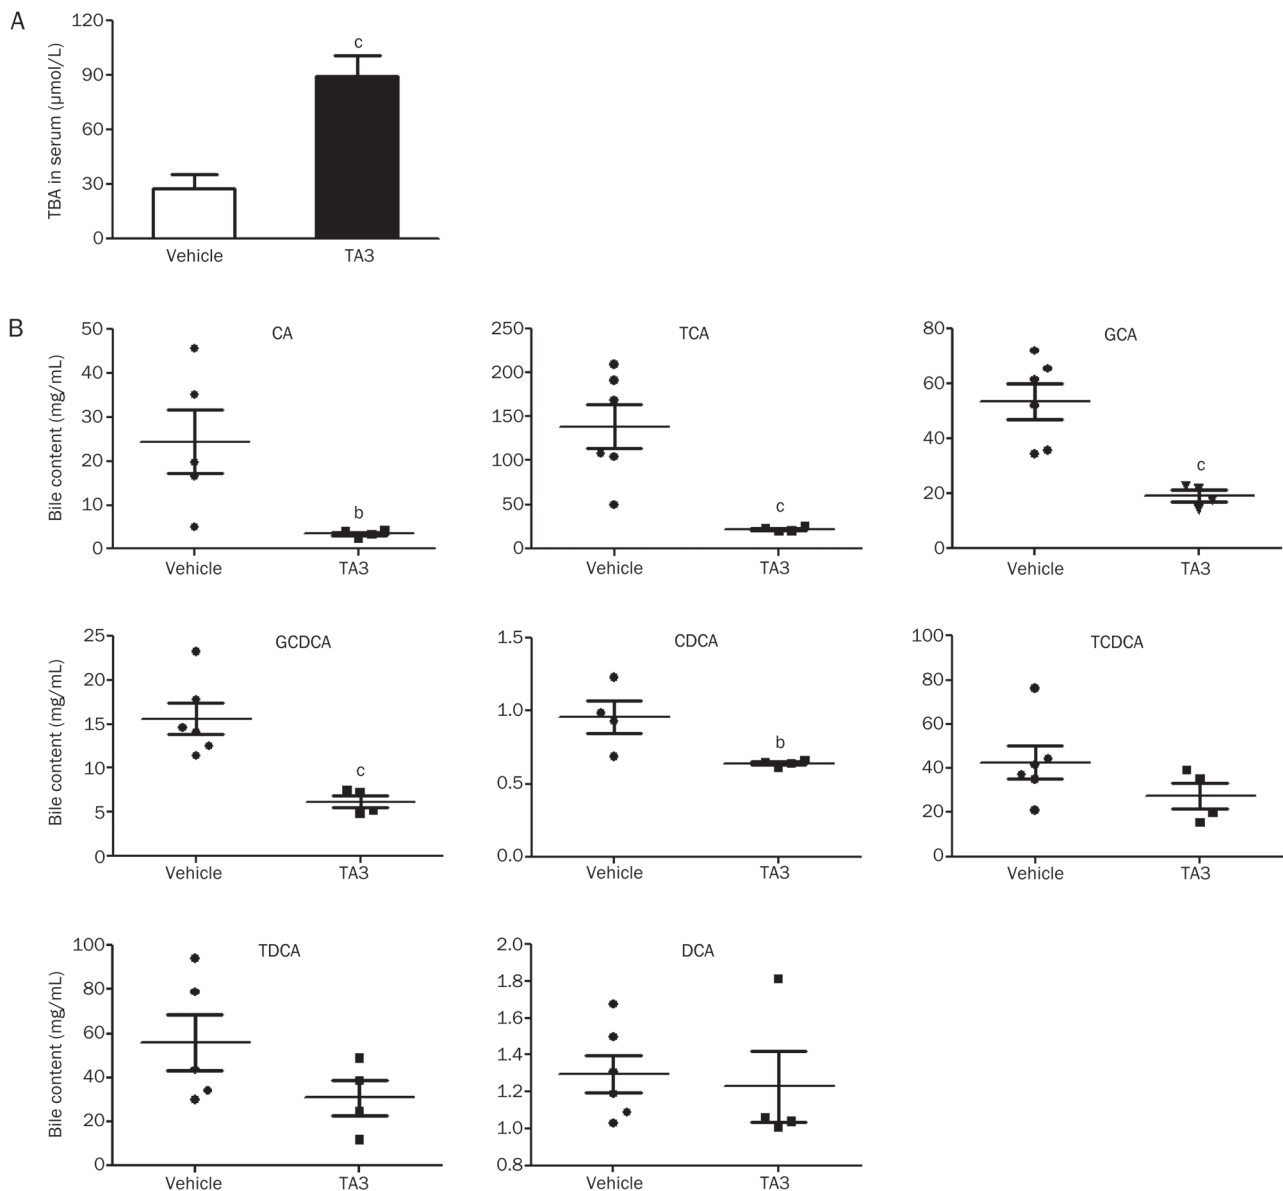 A
TBA in serum (µmol/L)
120
90
60
30
0
c
Vehicle
TA3
B
Bile content (mg/mL)
CA
50
40
30
20
10
0
b
Vehicle
TA3
TCA
250
200
150
100
50
0
c
Vehicle
TA3
GCA
80
60
40
20
0
c
Vehicle
TA3
Bile content (mg/mL)
GCDCA
25
20
15
10
5
0
c
Vehicle
TA3
CDCA
1.5
1.0
0.5
0.0
b
Vehicle
TA3
TCDCA
100
80
60
40
20
0
Vehicle
TA3
Bile content (mg/mL)
TDCA
100
80
60
40
20
0
Vehicle
TA3
DCA
2.0
1.8
1.6
1.4
1.2
1.0
0.8
Vehicle
TA3